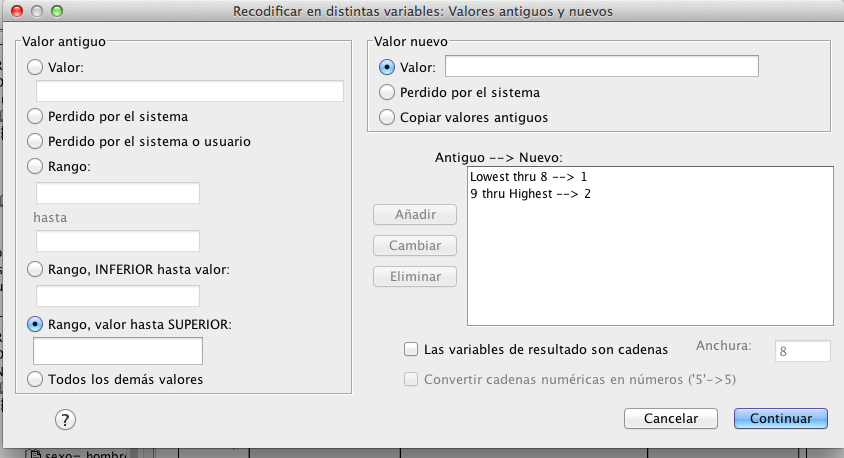 Recodificar en distintas variables: Valores antiguos y nuevos
Valor antiguo
Valor:
Perdido por el sistema
Perdido por el sistema o usuario
Rango:
hasta
Rango, INFERIOR hasta valor:
Rango, valor hasta SUPERIOR:
Todos los demás valores
Valor nuevo
Valor:
Perdido por el sistema
Copiar valores antiguos
Antiguo --> Nuevo:
Lowest thru 8 --> 1
9 thru Highest --> 2
Añadir
Cambiar
Eliminar
Las variables de resultado son cadenas
Anchura:
8
Convertir cadenas numéricas en números ('5'->5)
?
Cancelar
Continuar